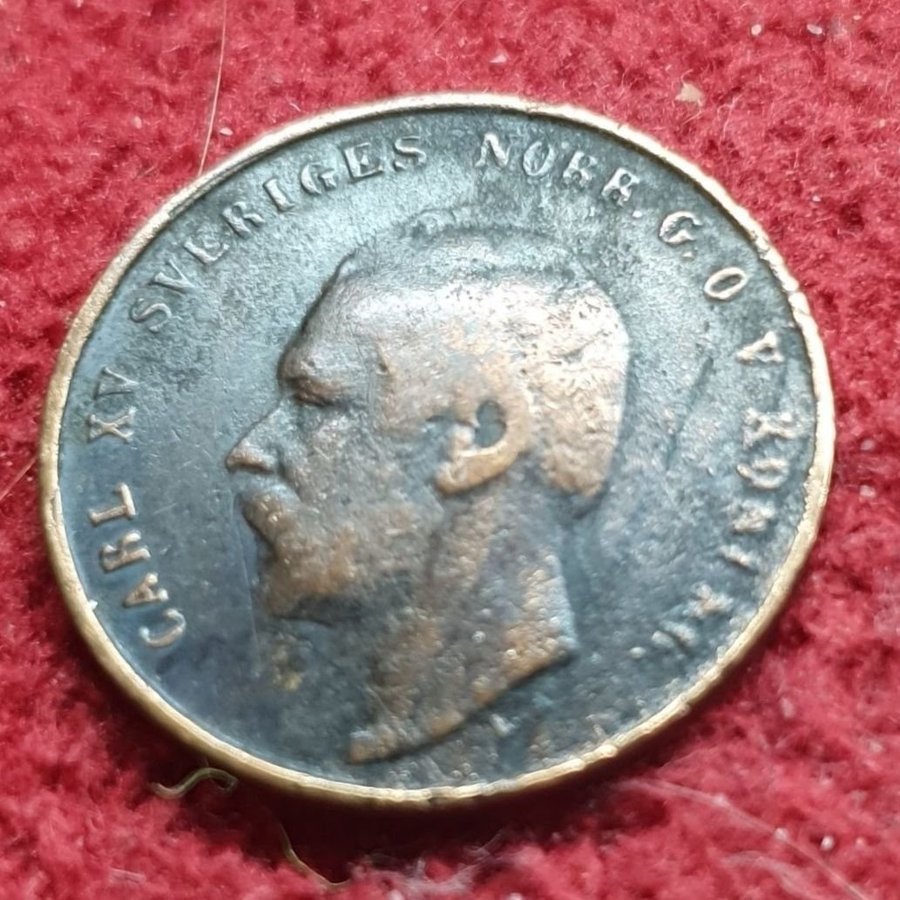 CARL XV SVERIGES NORR. G. O V. KONUNG.